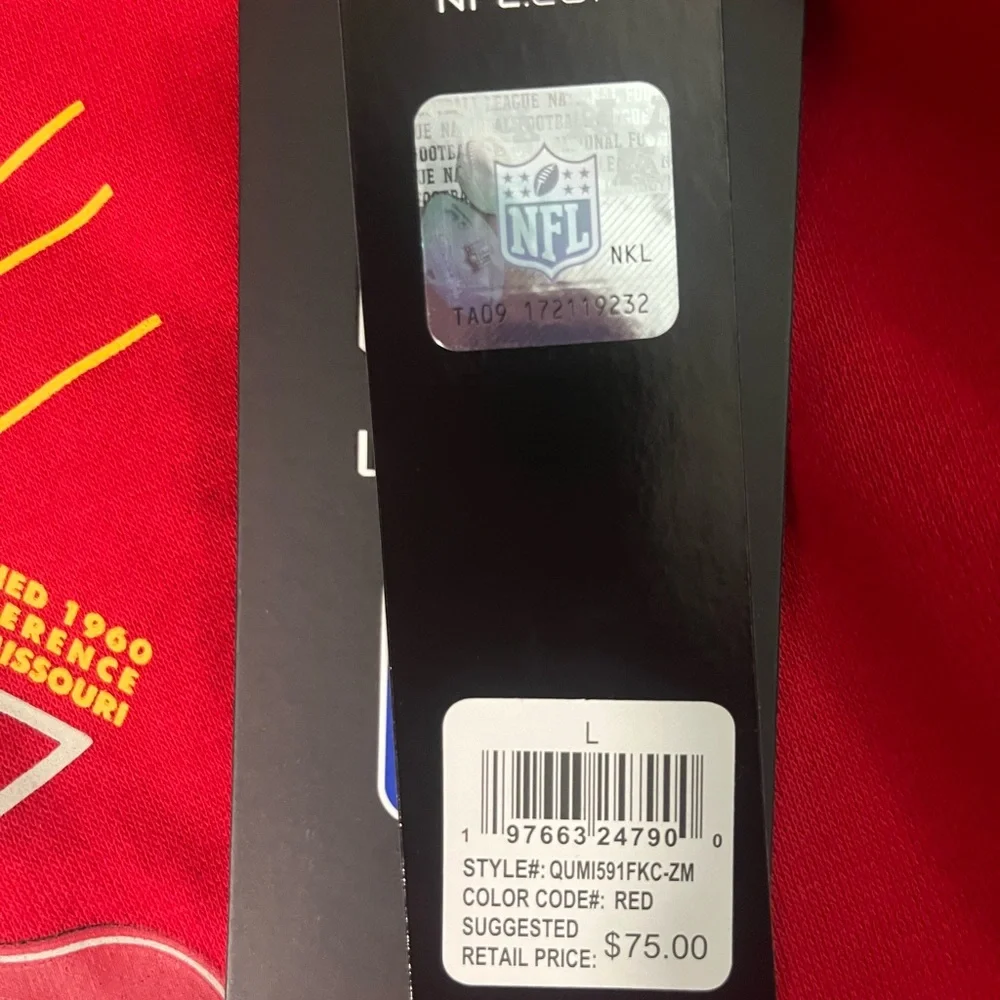 NFL
NKL
TA09 172119232
IED 1960
ERENCE
ISSOURI
L
1 97663 24790 0
STYLE#: QUMI591FKC-ZM
COLOR CODE#: RED
SUGGESTED
RETAIL PRICE: $75.00